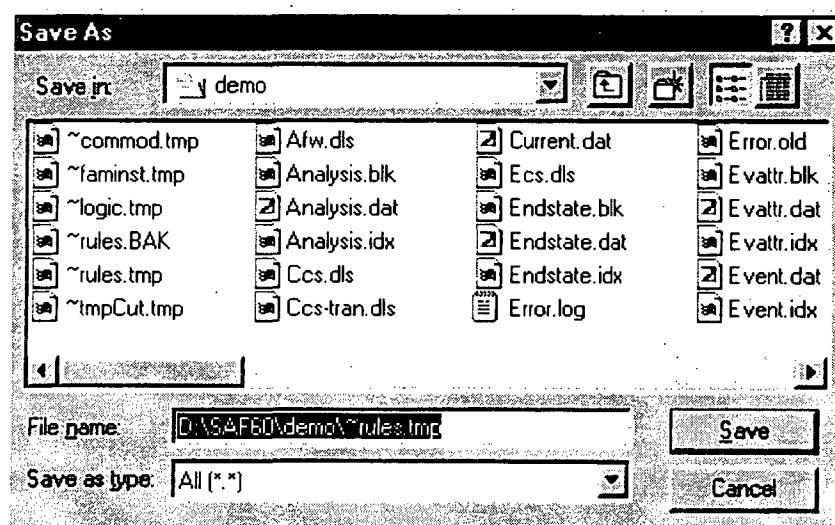 Save As
Save in: demo
~commod.tmp Afw.dls Current.dat Error.old
~faminst.tmp Analysis.blk Ecs.dls Evattr.blk
~logic.tmp Analysis.dat Endstate.blk Evattr.dat
~rules.BAK Analysis.idx Endstate.dat Evattr.idx
~rules.tmp Ccs.dls Endstate.idx Event.dat
~tmpCut.tmp Ccs-tran.dls Error.log Event.idx
File name: D:\SAF60\demo\~rules.tmp Save
Save as type: All (*.*) Cancel